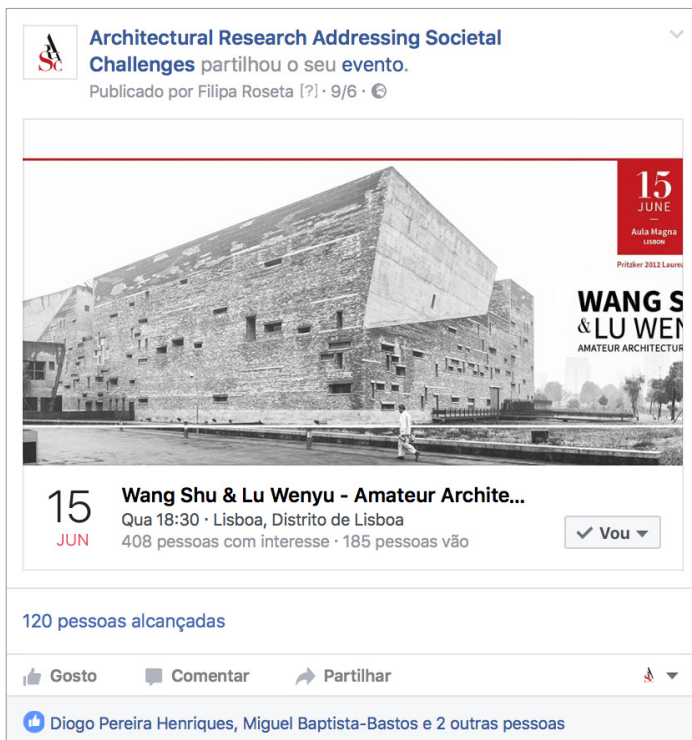 Architectural Research Addressing Societal
Challenges partilhou o seu evento.
Publicado por Filipa Roseta [?] · 9/6 ·
15
JUNE
Aula Magna
LISBON
Pritzker 2012 Laurea
WANG S
& LU WEN
AMATEUR ARCHITECTUR
15
JUN
Wang Shu & Lu Wenyu - Amateur Archite...
Qua 18:30 · Lisboa, Distrito de Lisboa
408 pessoas com interesse · 185 pessoas vão
Vou
120 pessoas alcançadas
Gosto Comentar Partilhar
Diogo Pereira Henriques, Miguel Baptista-Bastos e 2 outras pessoas